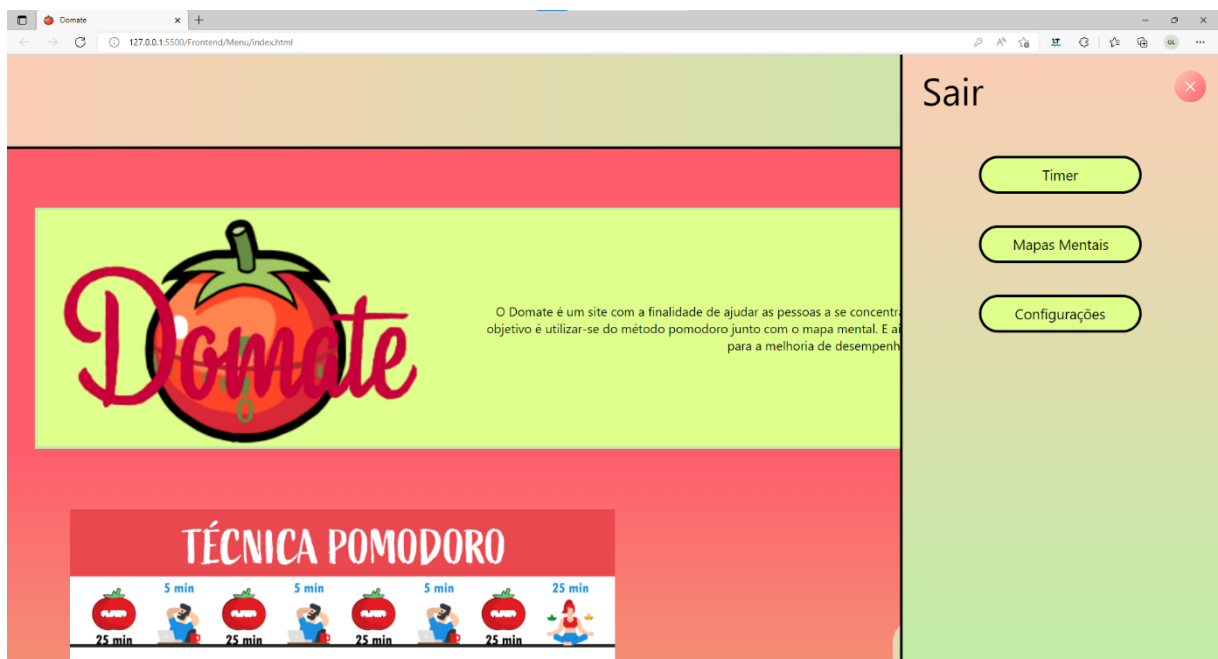 Domate
127.0.0.1:5500/Frontend/Menu/index.html
GL
Sair
Timer
Mapas Mentais
Configurações
Domate
O Domate é um site com a finalidade de ajudar as pessoas a se
objetivo é utilizar-se do método pomodoro junto com o mapa mental. E
para a melhoria de
TÉCNICA POMODORO
5 min 5 min 5 min 25 min
25 min 25 min 25 min 25 min